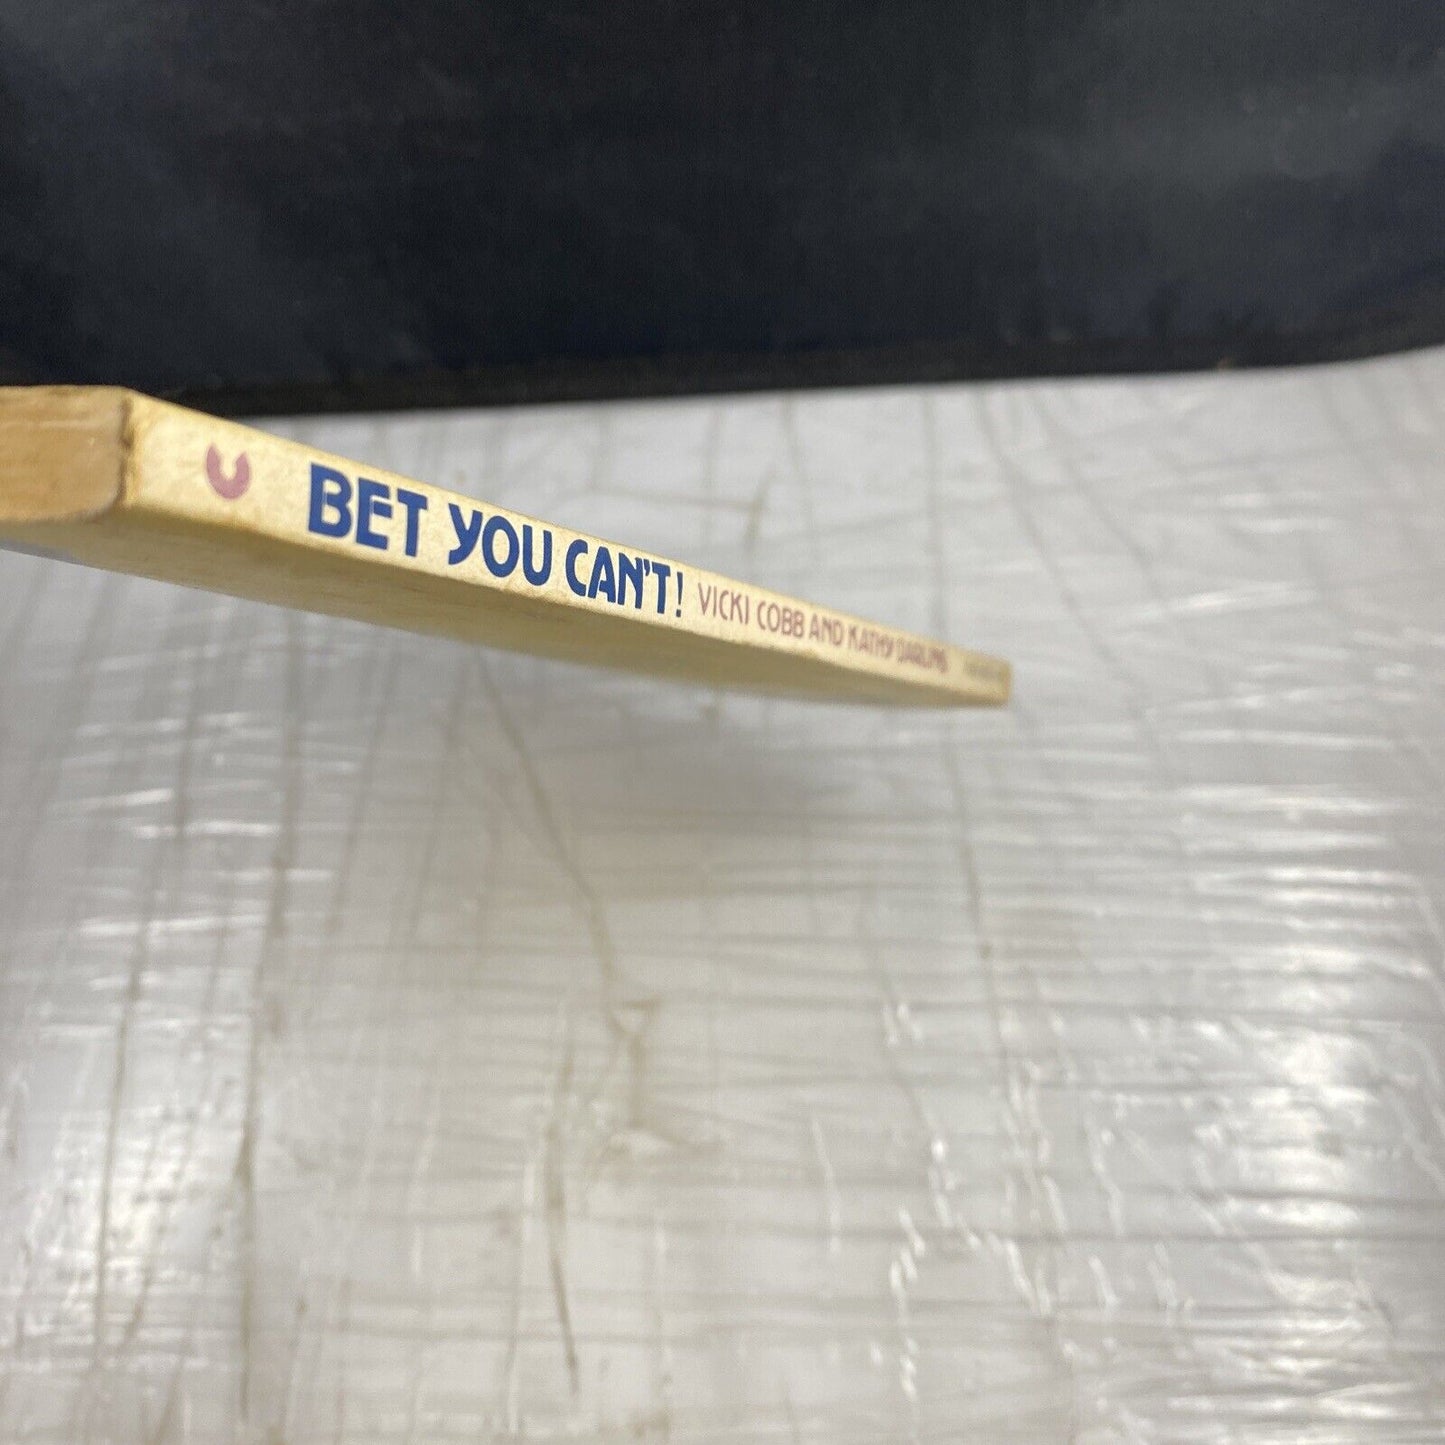 BET YOU CAN'T! VICKI COBB AND KATHY DARLING